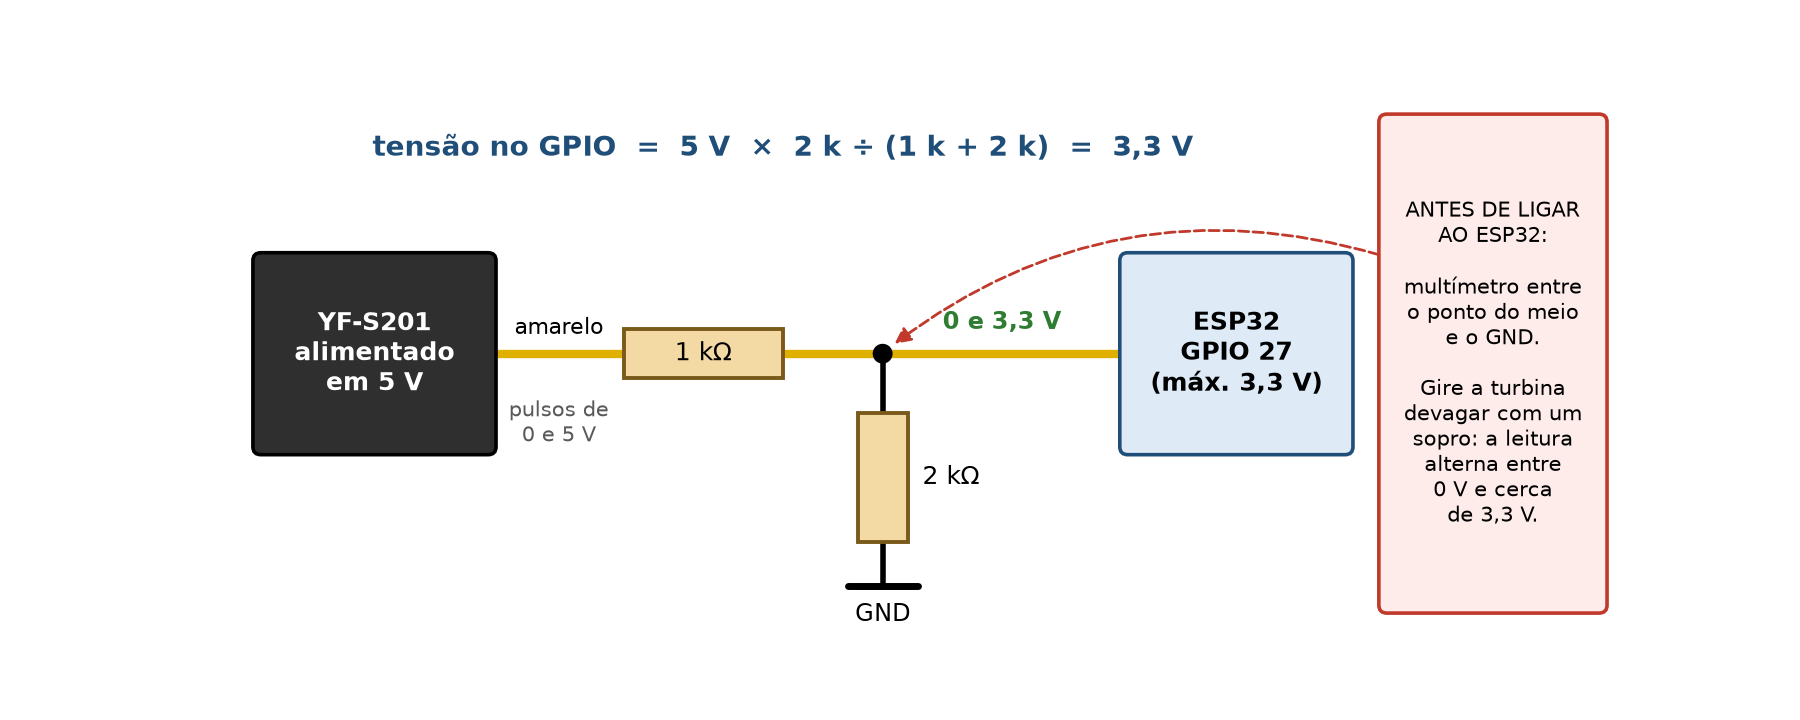 tensão no GPIO = 5 V × 2 k ÷ (1 k + 2 k) = 3,3 V
YF-S201
alimentado
em 5 V
amarelo
pulsos de
0 e 5 V
1 kΩ
2 kΩ
GND
0 e 3,3 V
ESP32
GPIO 27
(máx. 3,3 V)
ANTES DE LIGAR
AO ESP32:
multímetro entre
o ponto do meio
e o GND.
Gire a turbina
devagar com um
sopro: a leitura
alterna entre
0 V e cerca
de 3,3 V.